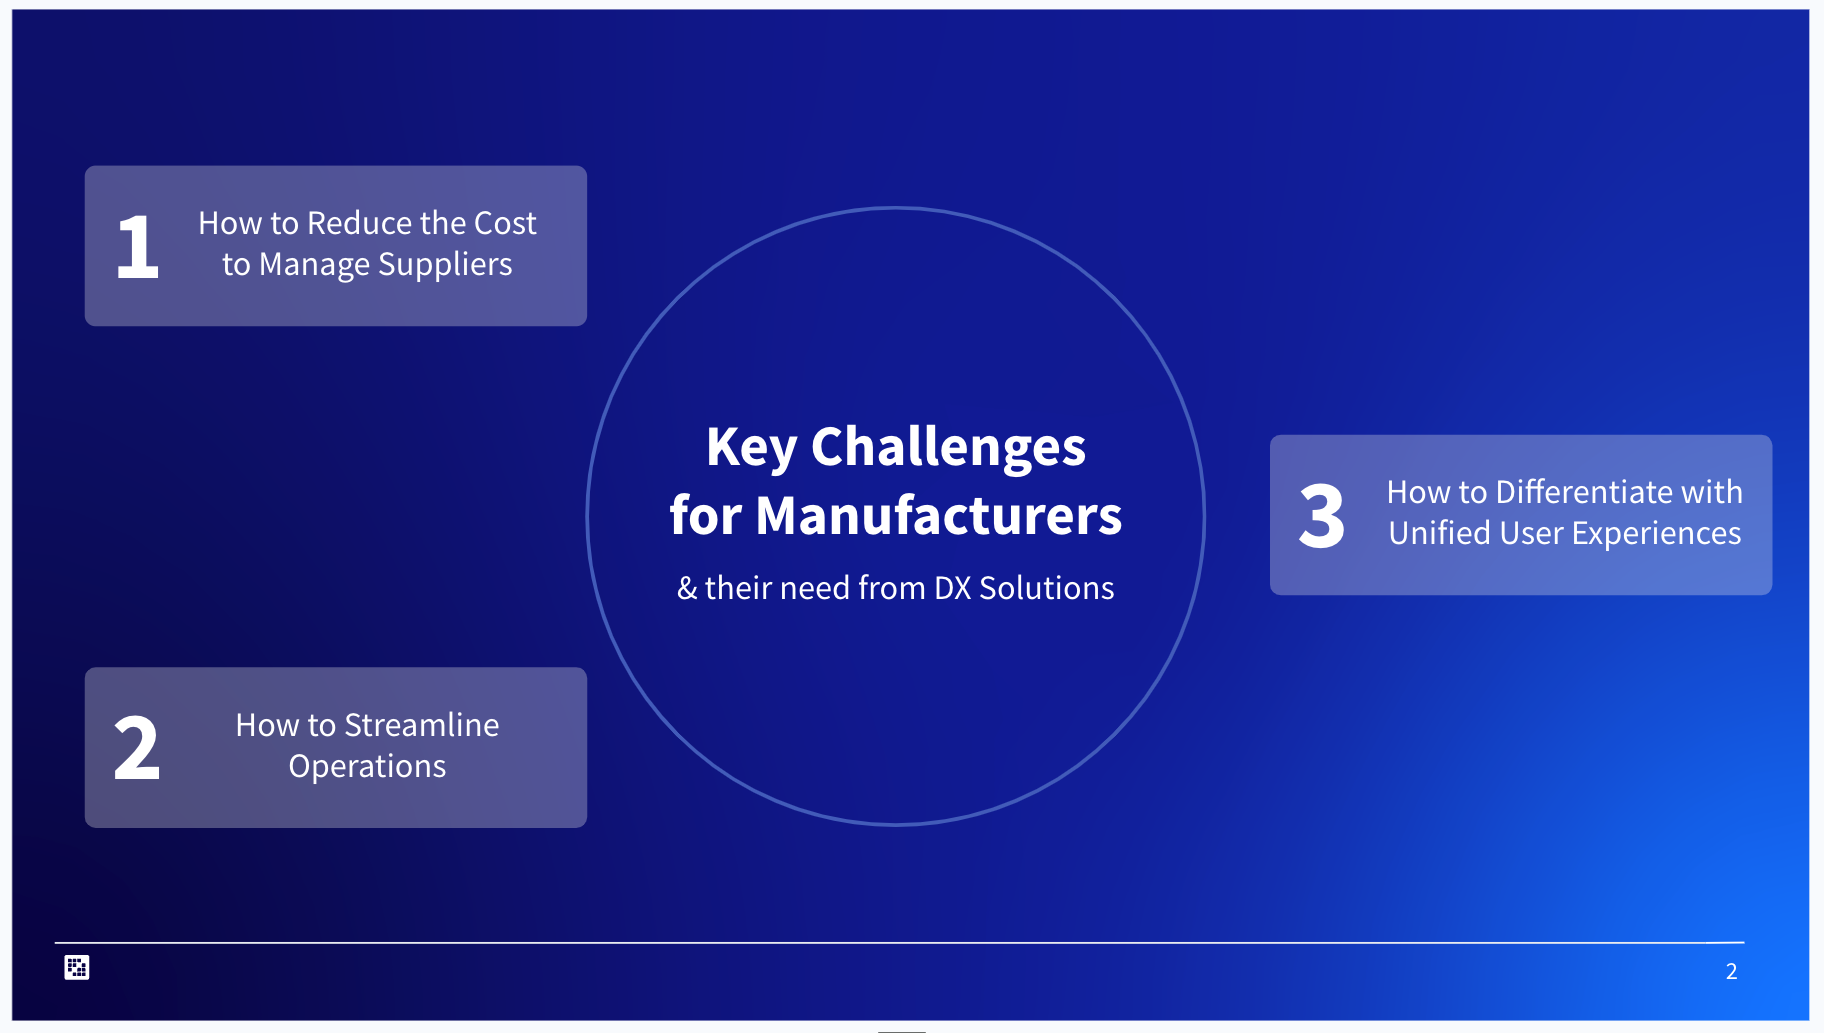 1
How to Reduce the Cost
to Manage Suppliers
Key Challenges
for Manufacturers
& their need from DX Solutions
3
How to Differentiate with
Unified User Experiences
2
How to Streamline
Operations
2